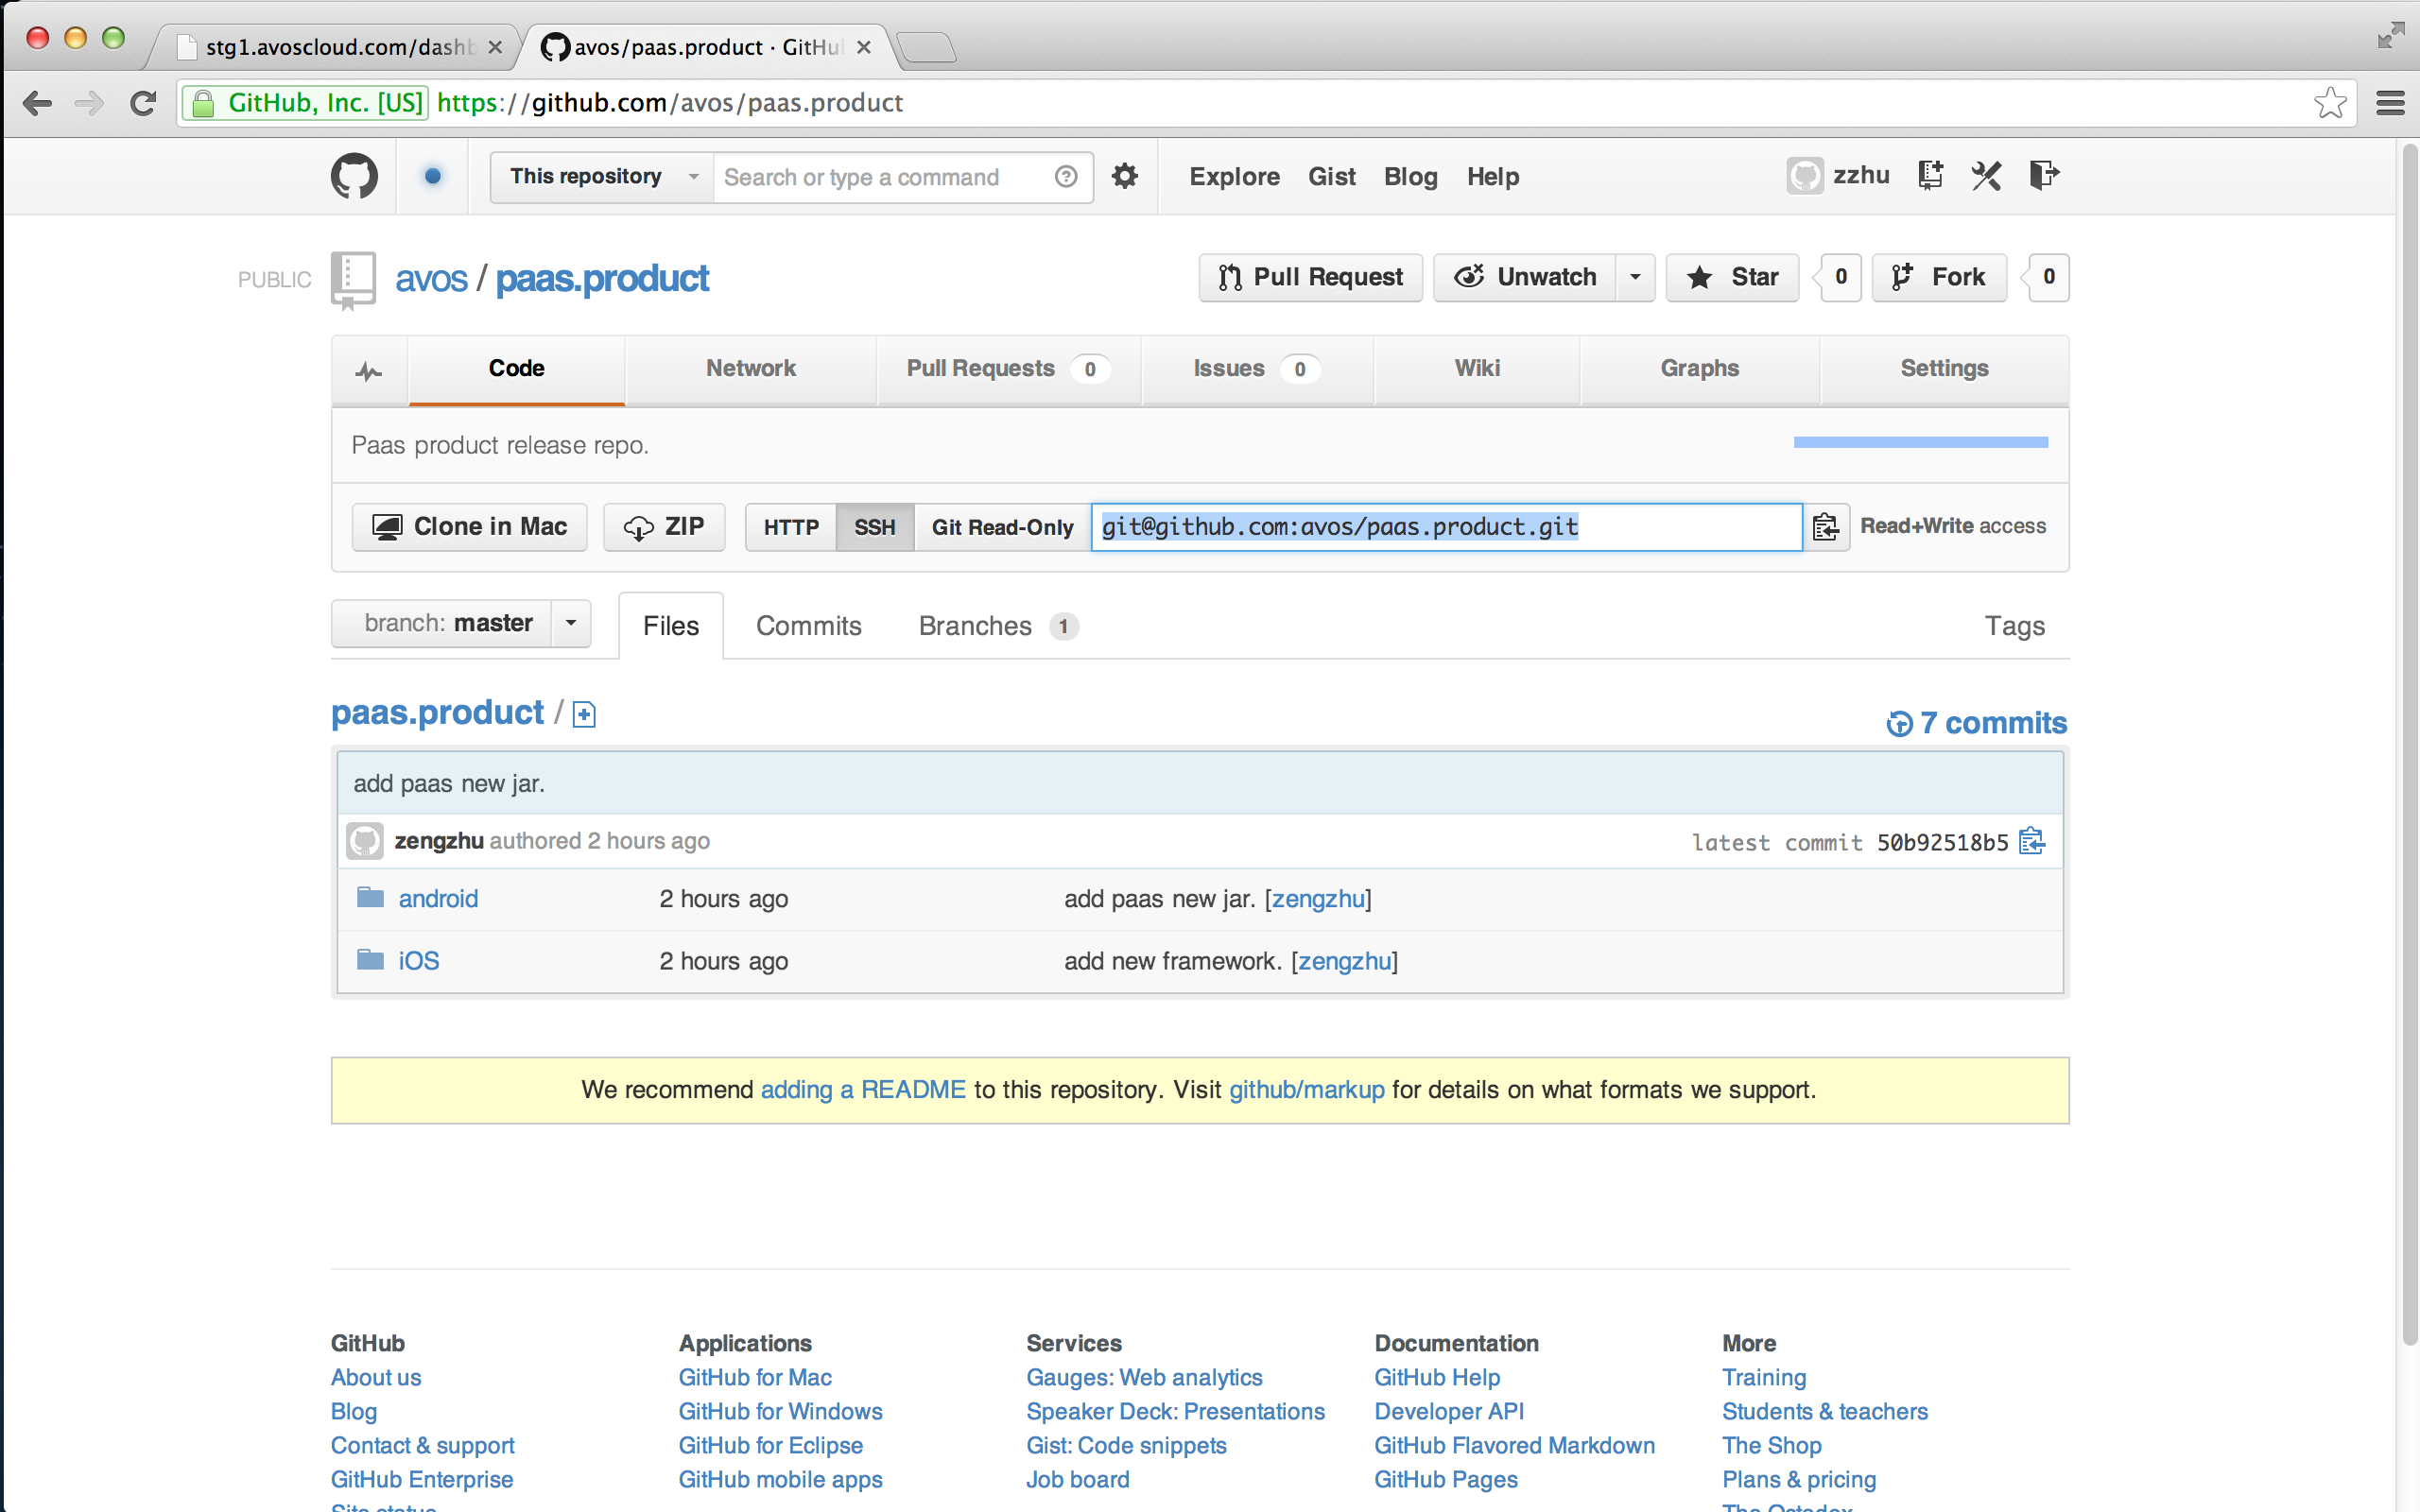 stg1.avoscloud.com/dashb
avos/paas.product · GitHu
GitHub, Inc. [US] https://github.com/avos/paas.product
This repository Search or type a command Explore Gist Blog Help zzhu
PUBLIC avos / paas.product Pull Request Unwatch Star 0 Fork 0
Code Network Pull Requests 0 Issues 0 Wiki Graphs Settings
Paas product release repo.
Clone in Mac ZIP HTTP SSH Git Read-Only git@github.com:avos/paas.product.git Read+Write access
branch: master Files Commits Branches 1 Tags
paas.product / 7 commits
add paas new jar.
zengzhu authored 2 hours ago latest commit 50b92518b5
android 2 hours ago add paas new jar. [zengzhu]
iOS 2 hours ago add new framework. [zengzhu]
We recommend adding a README to this repository. Visit github/markup for details on what formats we support.
GitHub Applications Services Documentation More
About us GitHub for Mac Gauges: Web analytics GitHub Help Training
Blog GitHub for Windows Speaker Deck: Presentations Developer API Students & teachers
Contact & support GitHub for Eclipse Gist: Code snippets GitHub Flavored Markdown The Shop
GitHub Enterprise GitHub mobile apps Job board GitHub Pages Plans & pricing
Site status The Octodex